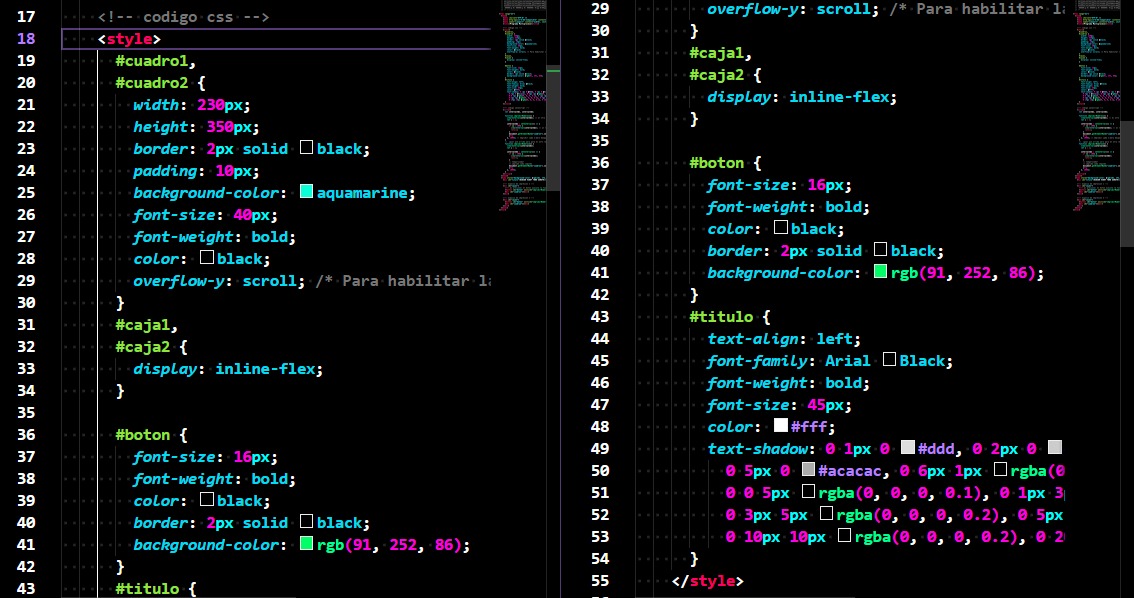 17 <!-- codigo css -->
18 <style>
19 #cuadro1,
20 #cuadro2 {
21 width: 230px;
22 height: 350px;
23 border: 2px solid black;
24 padding: 10px;
25 background-color: aquamarine;
26 font-size: 40px;
27 font-weight: bold;
28 color: black;
29 overflow-y: scroll; /* Para habilitar l
30 }
31 #caja1,
32 #caja2 {
33 display: inline-flex;
34 }
35
36 #boton {
37 font-size: 16px;
38 font-weight: bold;
39 color: black;
40 border: 2px solid black;
41 background-color: rgb(91, 252, 86);
42 }
43 #titulo {
29 overflow-y: scroll; /* Para habilitar l
30 }
31 #caja1,
32 #caja2 {
33 display: inline-flex;
34 }
35
36 #boton {
37 font-size: 16px;
38 font-weight: bold;
39 color: black;
40 border: 2px solid black;
41 background-color: rgb(91, 252, 86);
42 }
43 #titulo {
44 text-align: left;
45 font-family: Arial Black;
46 font-weight: bold;
47 font-size: 45px;
48 color: #fff;
49 text-shadow: 0 1px 0 #ddd, 0 2px 0
50 0 5px 0 #acacac, 0 6px 1px rgba(0
51 0 0 5px rgba(0, 0, 0, 0.1), 0 1px 3
52 0 3px 5px rgba(0, 0, 0, 0.2), 0 5px
53 0 10px 10px rgba(0, 0, 0, 0.2), 0 2
54 }
55 </style>